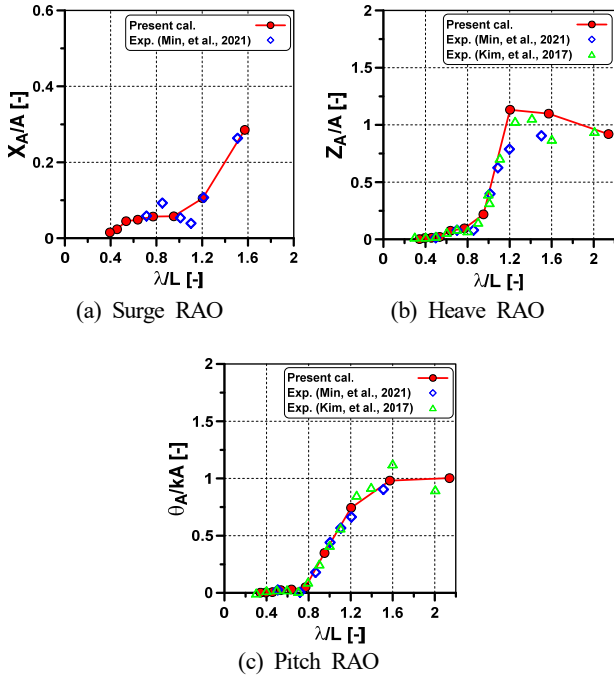 Present cal.
Exp. (Min, et al., 2021)
X_A/A [-]
0.6
0.4
0.2
0
0 0.4 0.8 1.2 1.6 2
λ/L [-]
(a) Surge RAO
Present cal.
Exp. (Min, et al., 2021)
Exp. (Kim, et al., 2017)
Z_A/A [-]
2
1.5
1
0.5
0
0 0.4 0.8 1.2 1.6 2
λ/L [-]
(b) Heave RAO
Present cal.
Exp. (Min, et al., 2021)
Exp. (Kim, et al., 2017)
θ_A/kA [-]
2
1.5
1
0.5
0
0 0.4 0.8 1.2 1.6 2
λ/L [-]
(c) Pitch RAO